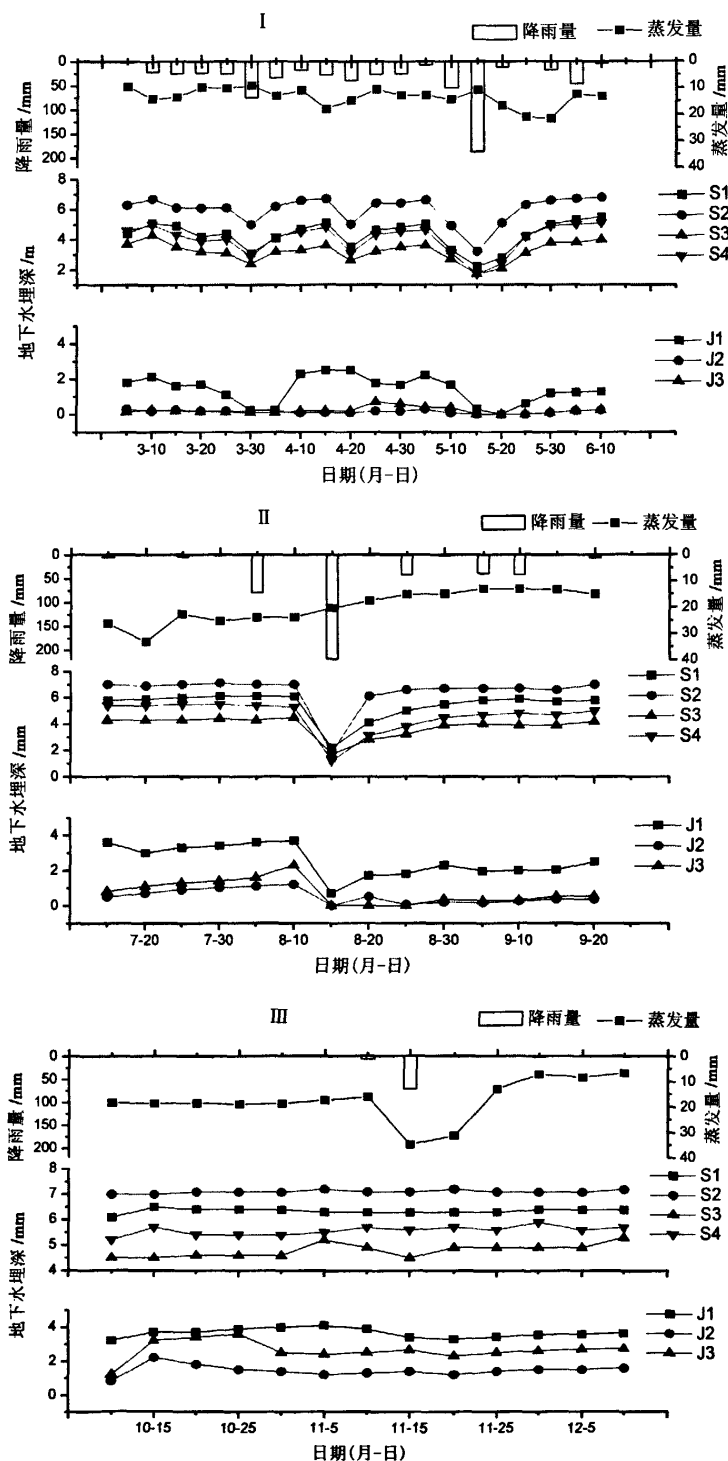 I
降雨量 蒸发量
0
50
100
150
200
降雨量/mm
0
10
20
30
40
蒸发量/mm
8
6
4
2
S1
S2
S3
S4
地下水埋深/m
4
2
0
J1
J2
J3
3-10 3-20 3-30 4-10 4-20 4-30 5-10 5-20 5-30 6-10
日期(月-日)
II
降雨量 蒸发量
0
50
100
150
200
降雨量/mm
0
10
20
30
40
蒸发量/mm
8
6
4
2
0
S1
S2
S3
S4
地下水埋深/mm
4
2
0
J1
J2
J3
7-20 7-30 8-10 8-20 8-30 9-10 9-20
日期(月-日)
III
降雨量 蒸发量
0
50
100
150
200
降雨量/mm
0
10
20
30
40
蒸发量/mm
8
7
6
5
4
S1
S2
S3
S4
地下水埋深/mm
4
2
0
J1
J2
J3
10-15 10-25 11-5 11-15 11-25 12-5
日期(月-日)